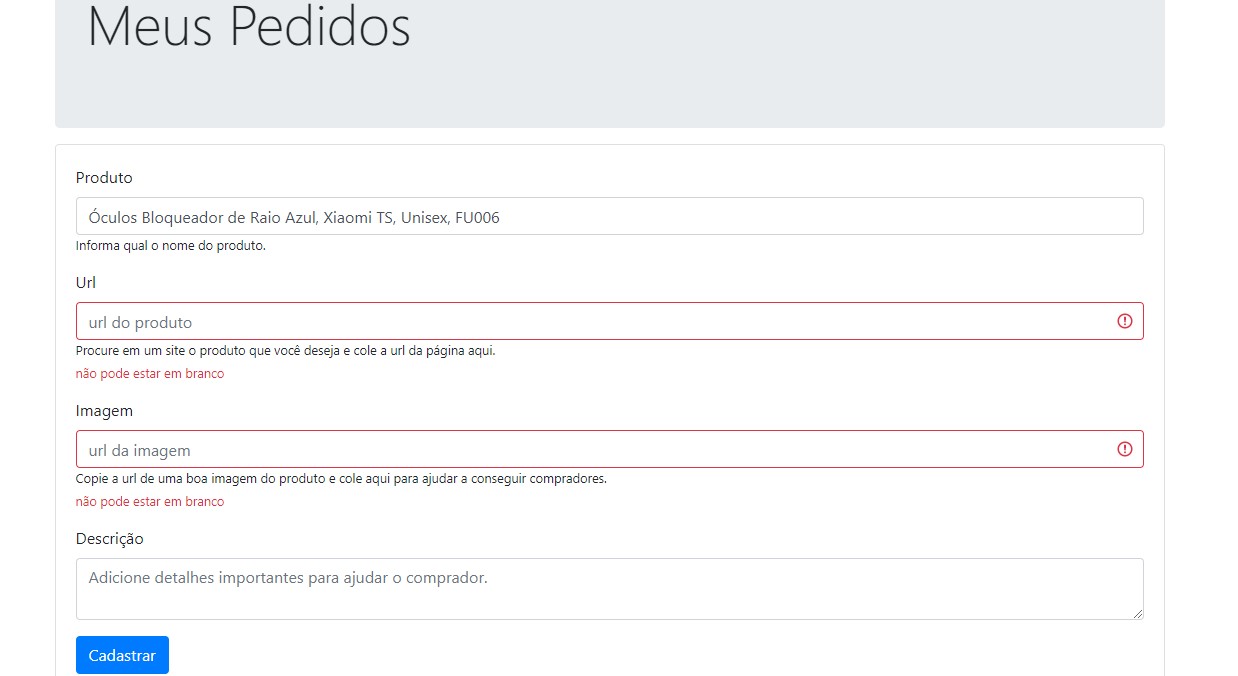 Meus Pedidos
Produto
Óculos Bloqueador de Raio Azul, Xiaomi TS, Unisex, FU006
Informa qual o nome do produto.
Url
url do produto
Procure em um site o produto que você deseja e cole a url da página aqui.
não pode estar em branco
Imagem
url da imagem
Copie a url de uma boa imagem do produto e cole aqui para ajudar a conseguir compradores.
não pode estar em branco
Descrição
Adicione detalhes importantes para ajudar o comprador.
Cadastrar